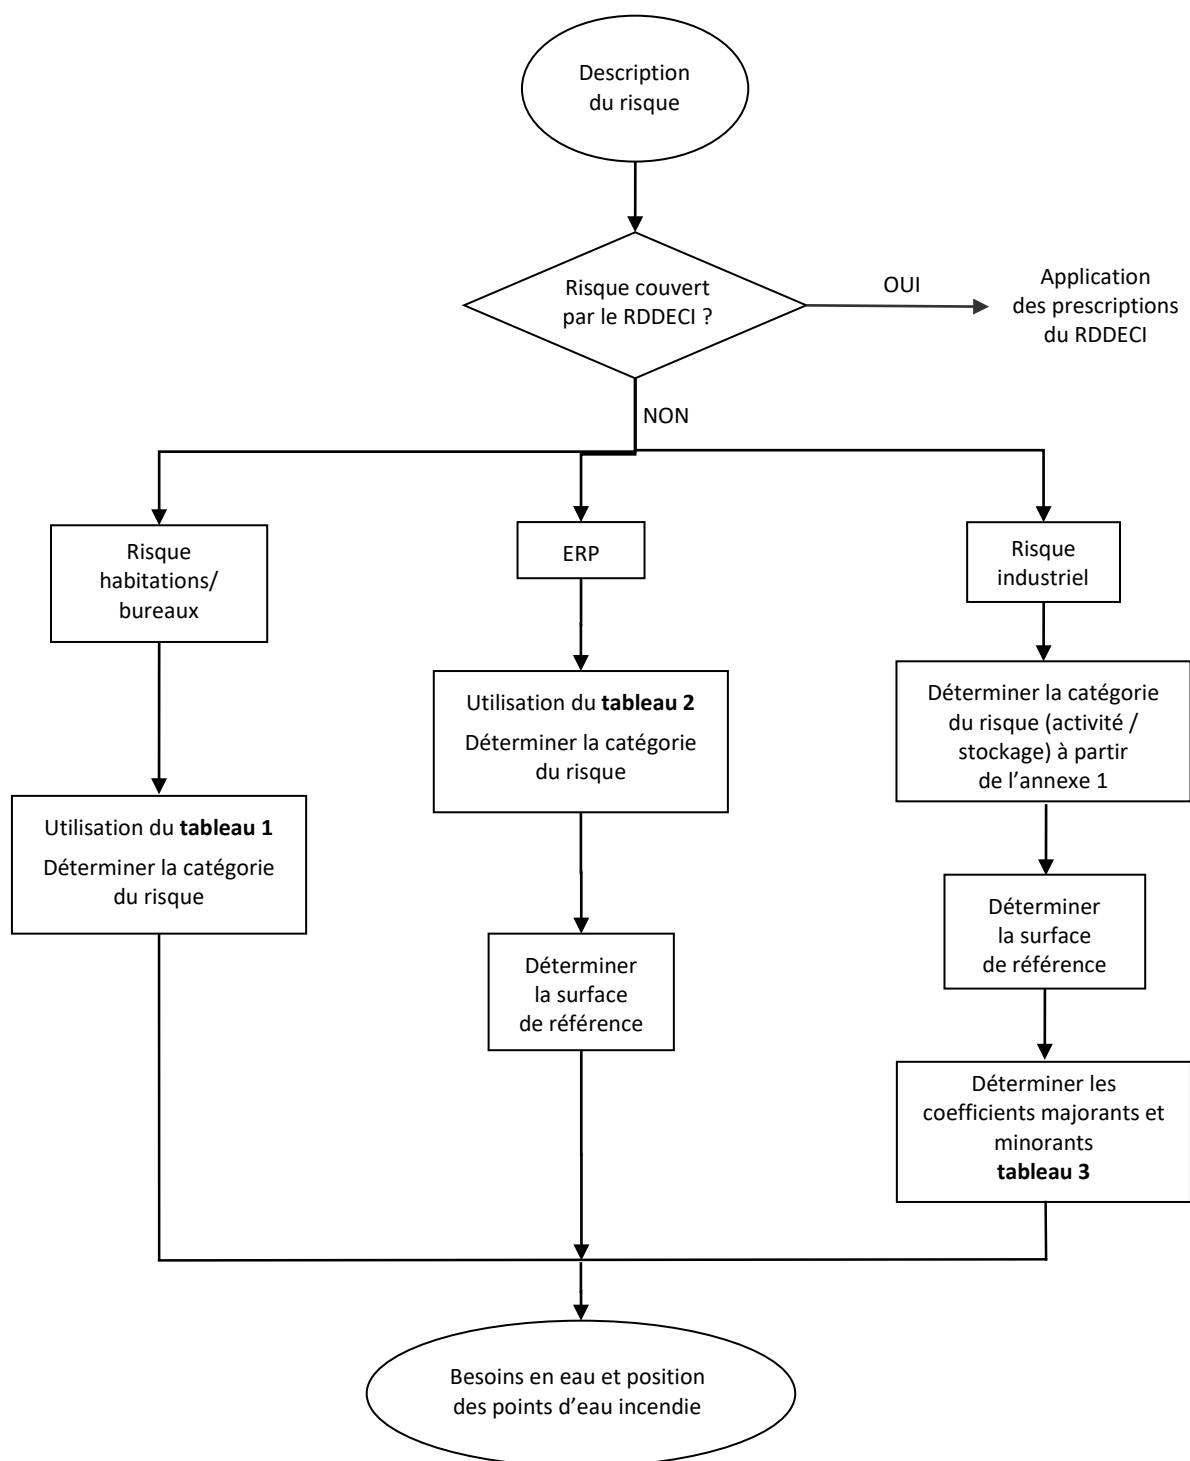 Description
du risque
Risque couvert
par le RDDECI ?
OUI
Application
des prescriptions
du RDDECI
NON
Risque
habitations/
bureaux
ERP
Risque
industriel
Utilisation du tableau 2
Déterminer la catégorie
du risque
Déterminer la catégorie
du risque (activité /
stockage) à partir
de l’annexe 1
Utilisation du tableau 1
Déterminer la catégorie
du risque
Déterminer
la surface
de référence
Déterminer
la surface
de référence
Déterminer les
coefficients majorants et
minorants
tableau 3
Besoins en eau et position
des points d’eau incendie